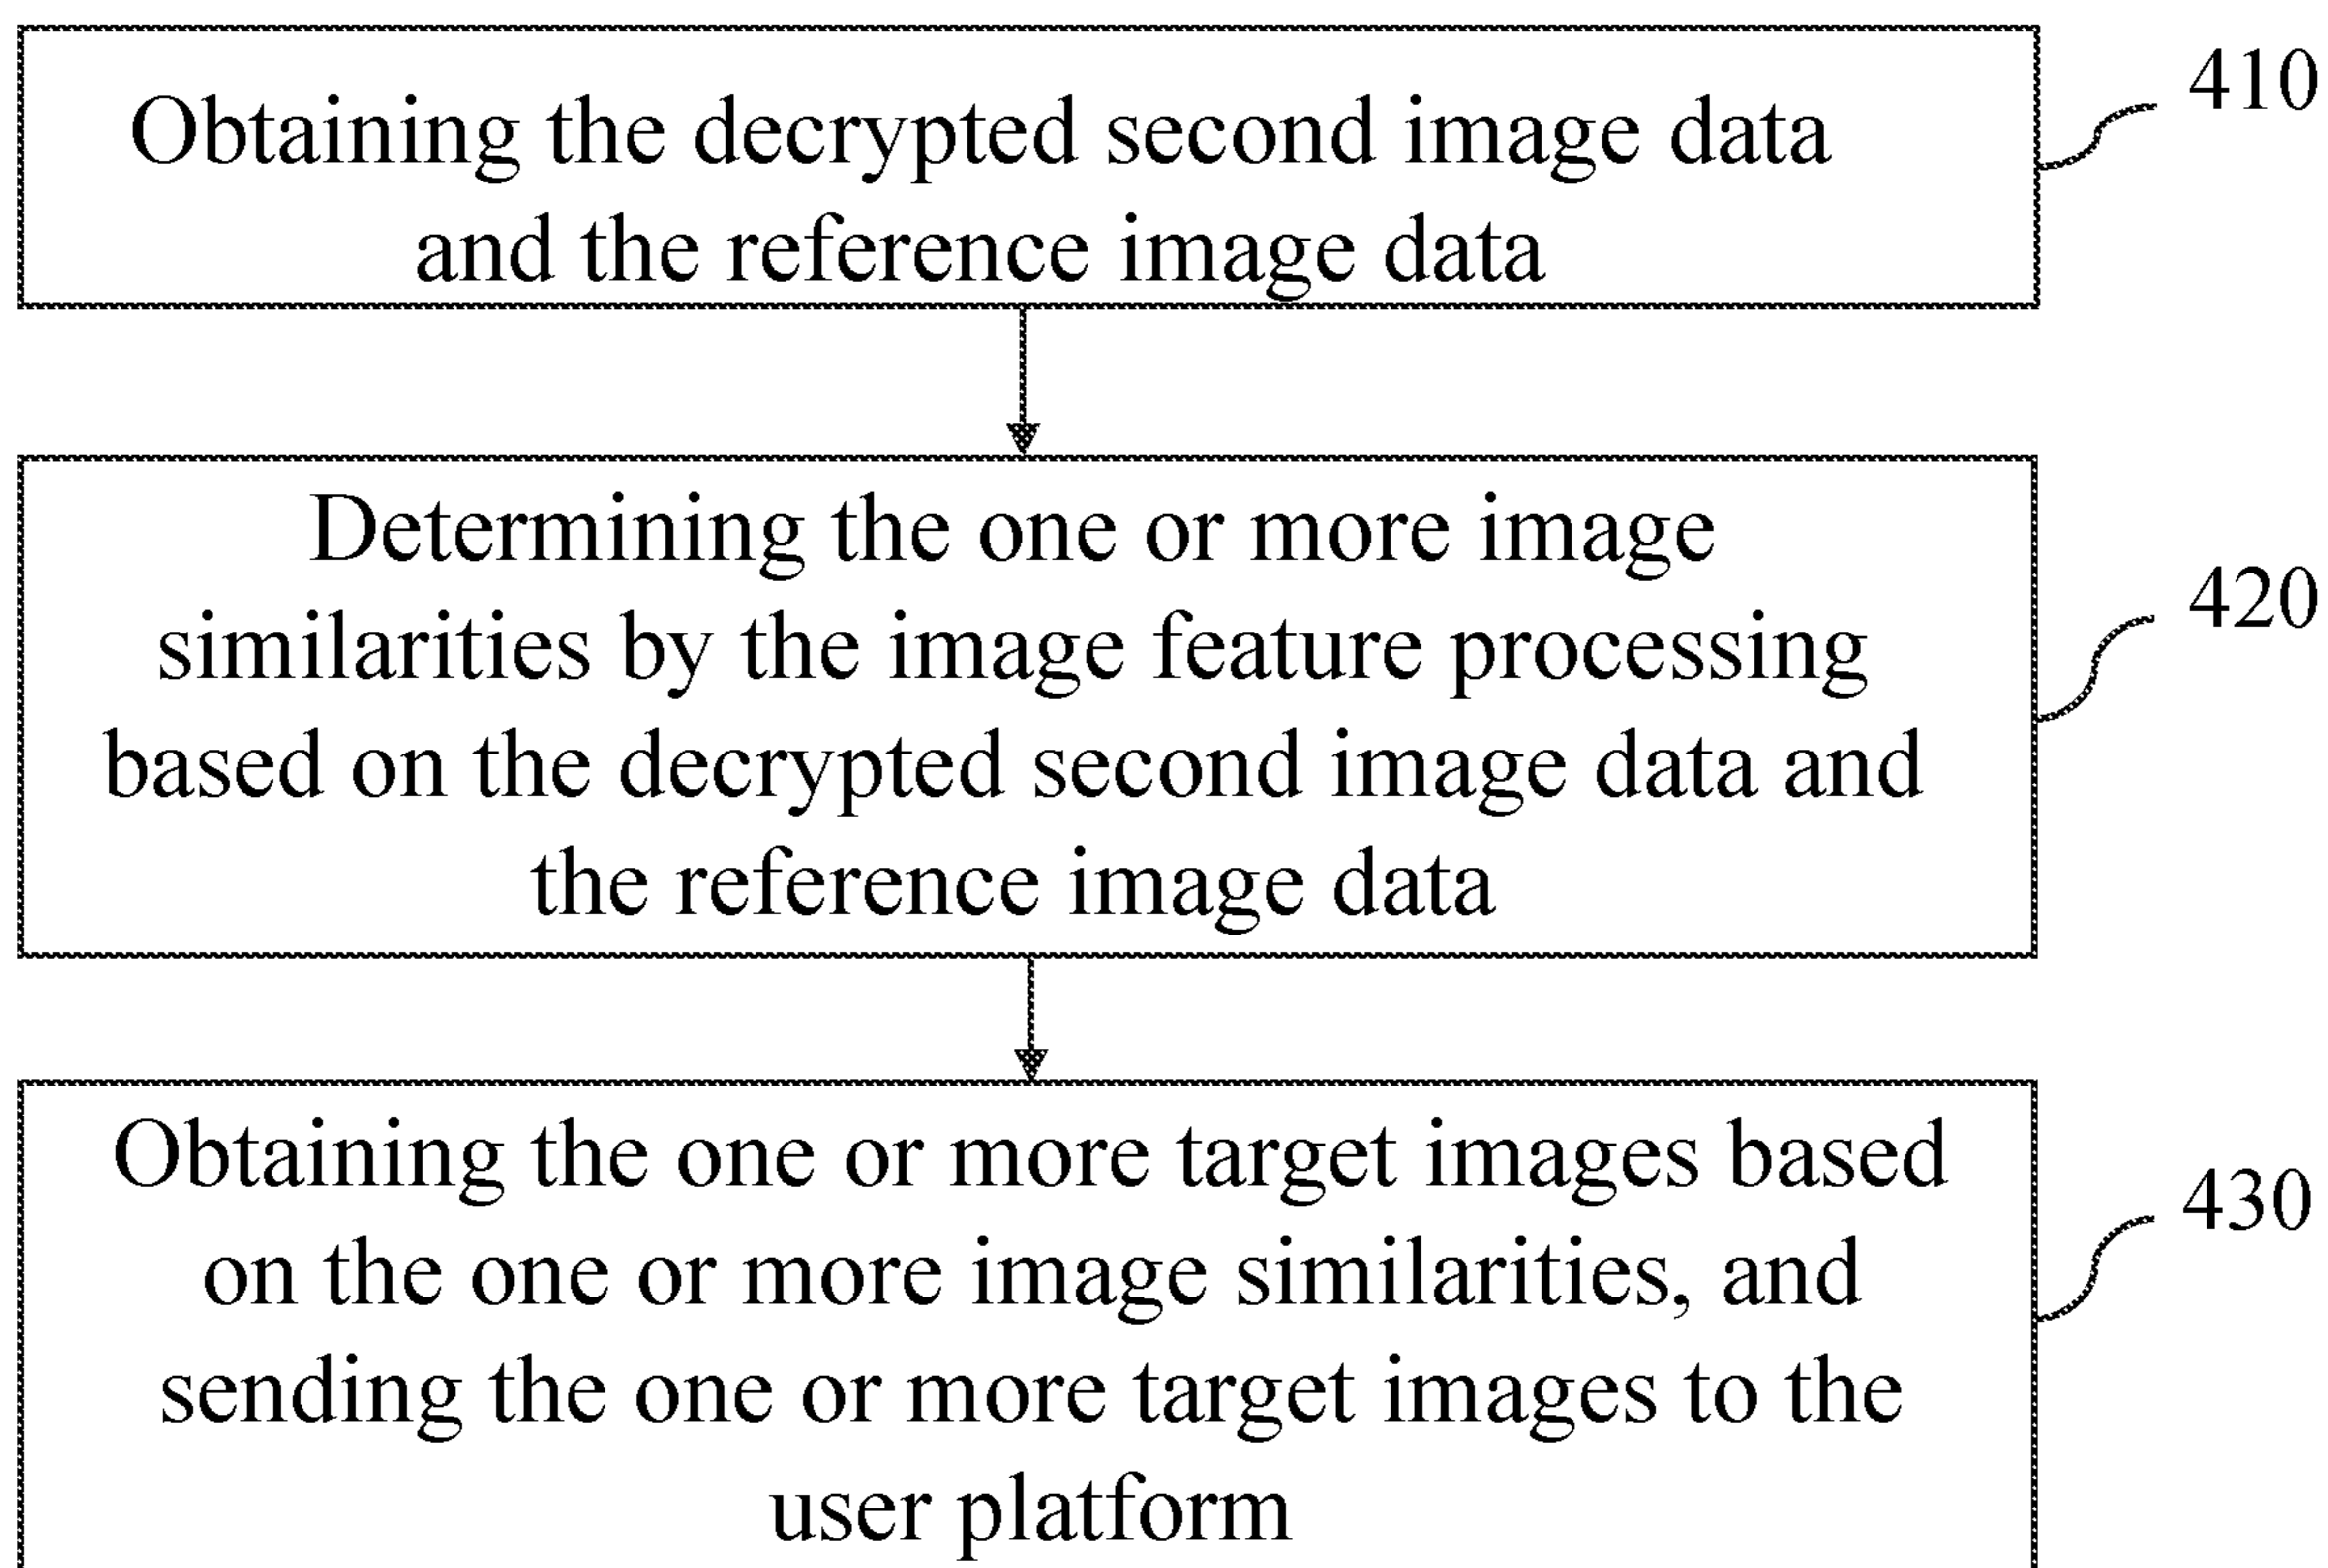 Obtaining the decrypted second image data
and the reference image data
410
Determining the one or more image
similarities by the image feature processing
based on the decrypted second image data and
the reference image data
420
Obtaining the one or more target images based
on the one or more image similarities, and
sending the one or more target images to the
user platform
430